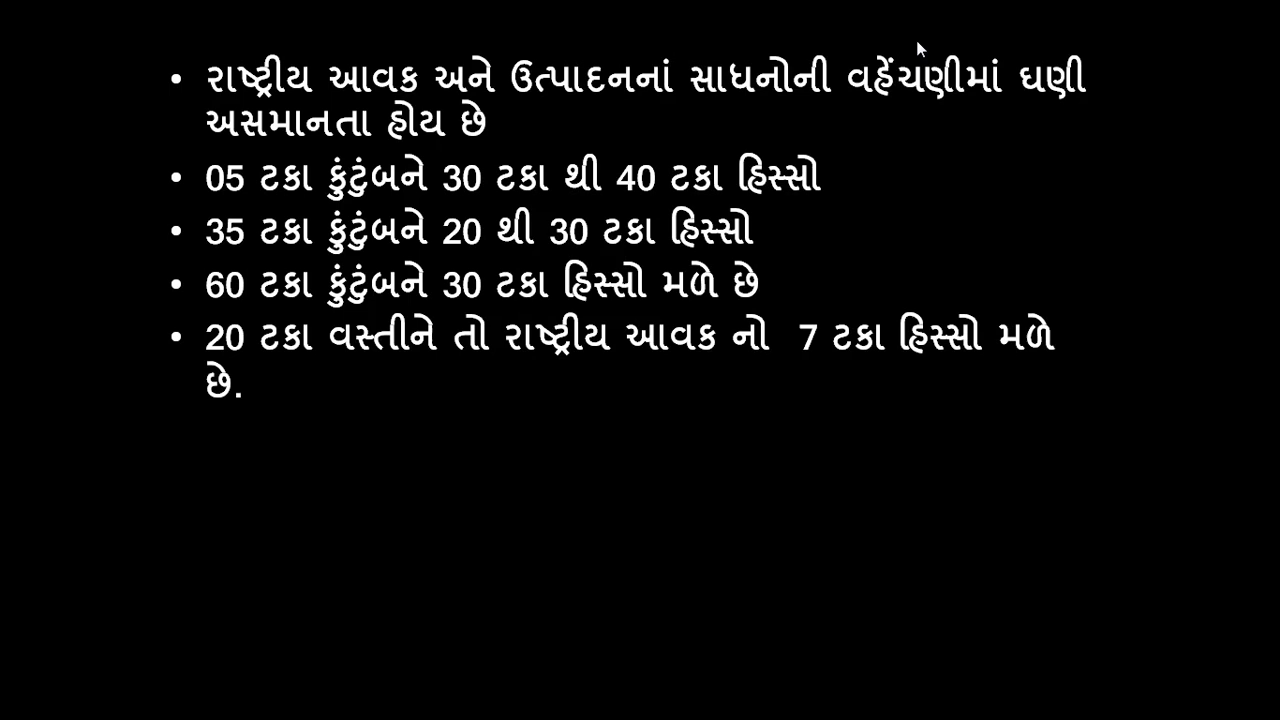 • રાષ્ટ્રીય આવક અને ઉત્પાદનનાં સાધનોની વહેંચણીમાં ઘણી
અસમાનતા હોય છે
• 05 ટકા કુંટુંબને 30 ટકા થી 40 ટકા હિસ્સો
• 35 ટકા કુંટુંબને 20 થી 30 ટકા હિસ્સો
• 60 ટકા કુંટુંબને 30 ટકા હિસ્સો મળે છે
• 20 ટકા વસ્તીને તો રાષ્ટ્રીય આવક નો 7 ટકા હિસ્સો મળે
છે.